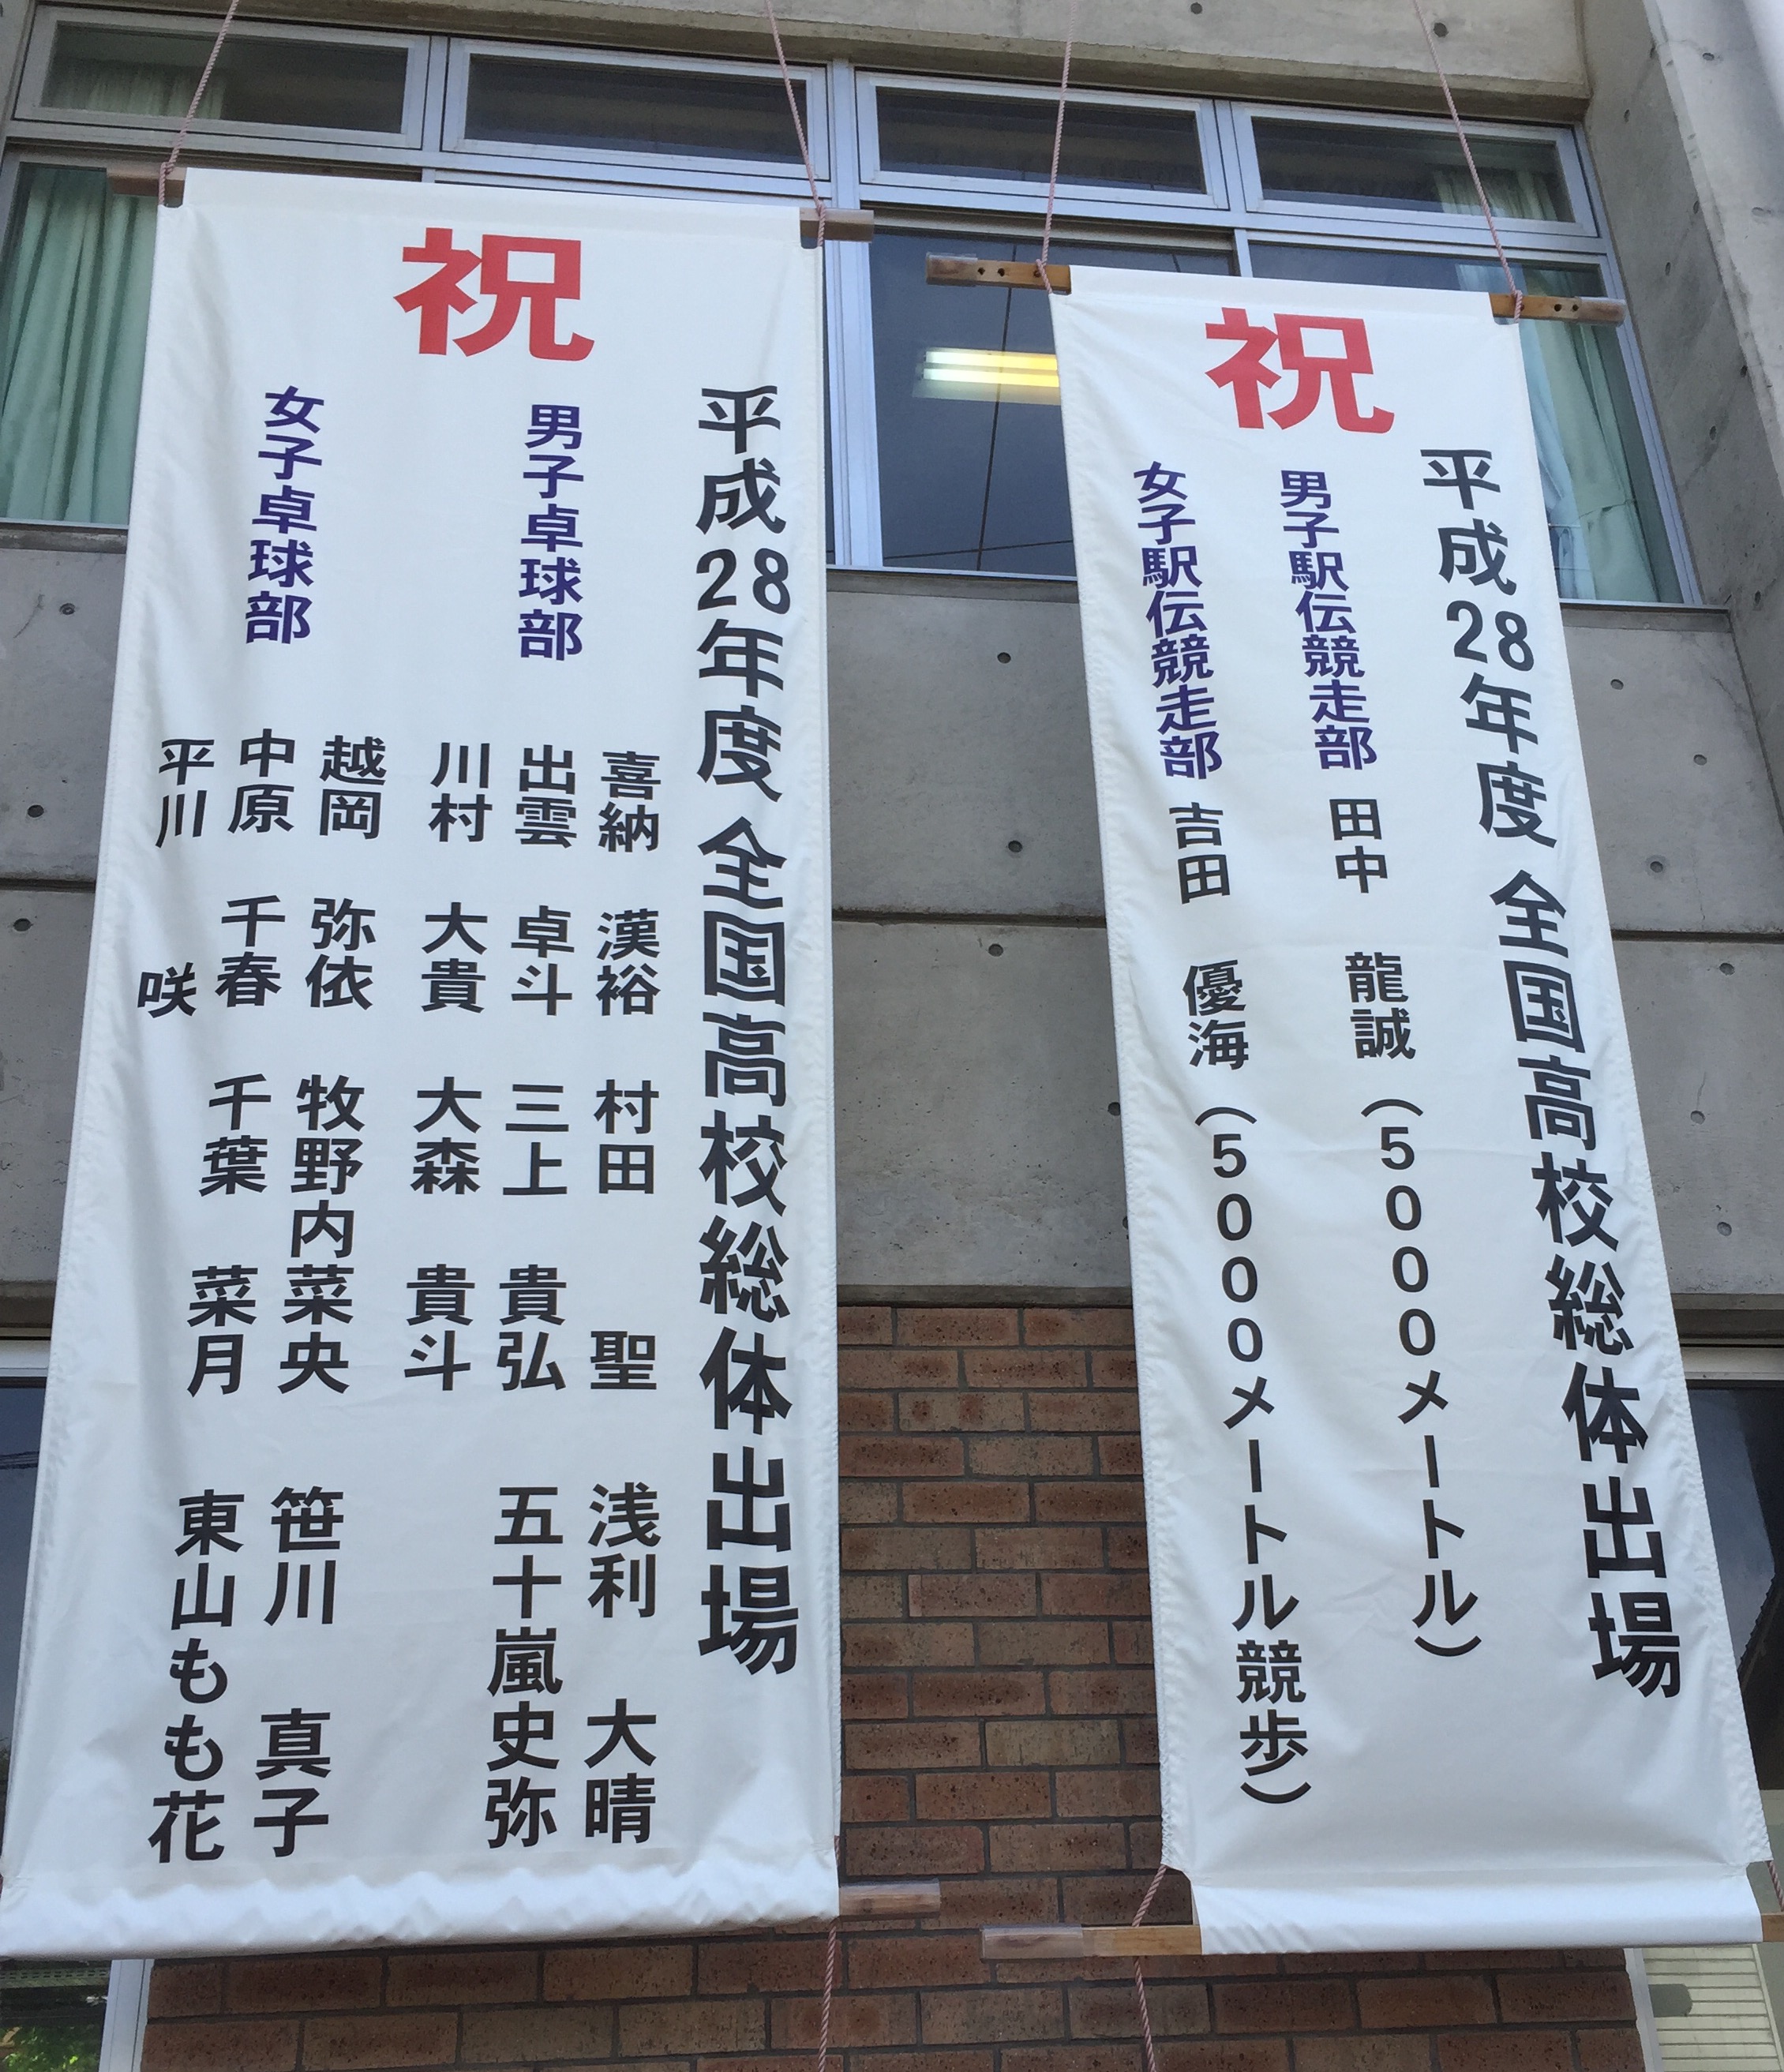 祝
平成28年度 全国高校総体出場
男子駅伝競走部 田中 龍誠(5000メートル)
女子駅伝競走部 吉田 優海(5000メートル競歩)
祝
平成28年度 全国高校総体出場
男子卓球部
喜納 漢裕 村田 聖 浅利 大晴
出雲 卓斗 三上 貴弘 五十嵐史弥
川村 大貴 大森 貴斗
女子卓球部
越岡 弥依 牧野内菜央 笹川 真子
中原 千春 千葉 菜月 東山もも花
平川 咲